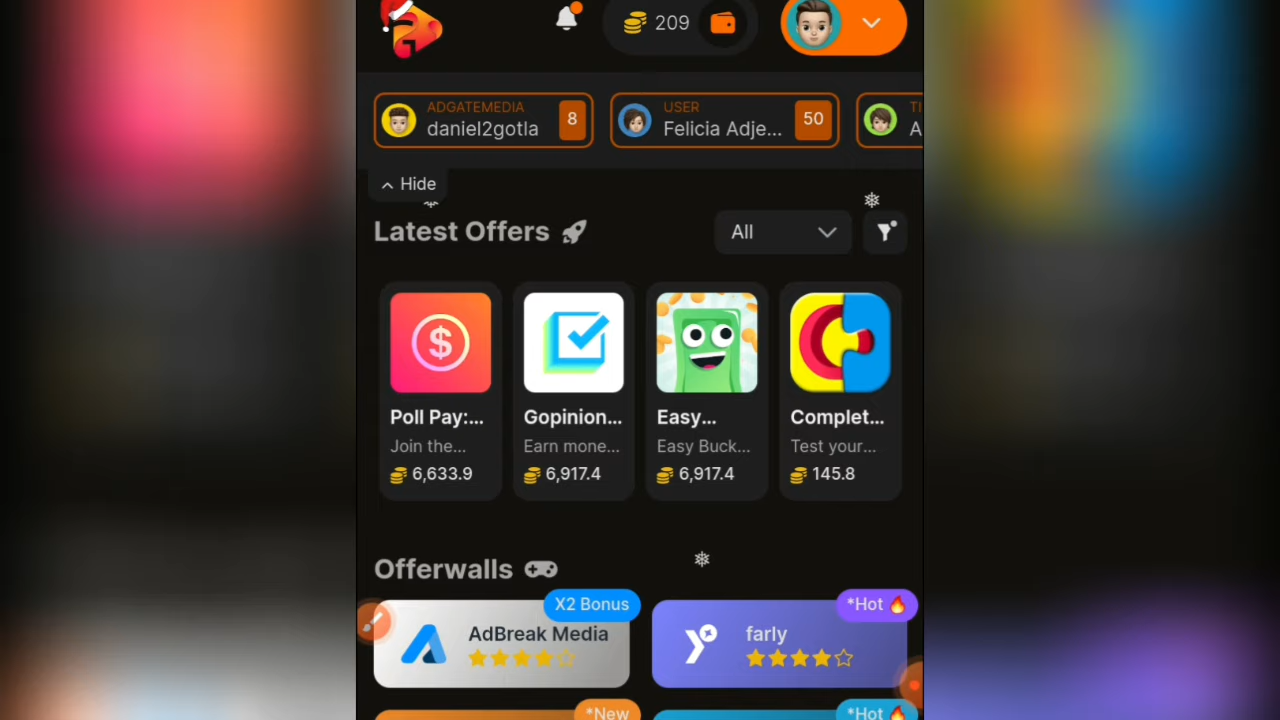 209
ADGATEMEDIA
daniel2gotla
8
USER
Felicia Adje...
50
TI
A
Hide
Latest Offers
All
Poll Pay:...
Join the...
6,633.9
Gopinion...
Earn mone...
6,917.4
Easy...
Easy Buck...
6,917.4
Complet...
Test your...
145.8
Offerwalls
X2 Bonus
AdBreak Media
*Hot
farly
*New
*Hot